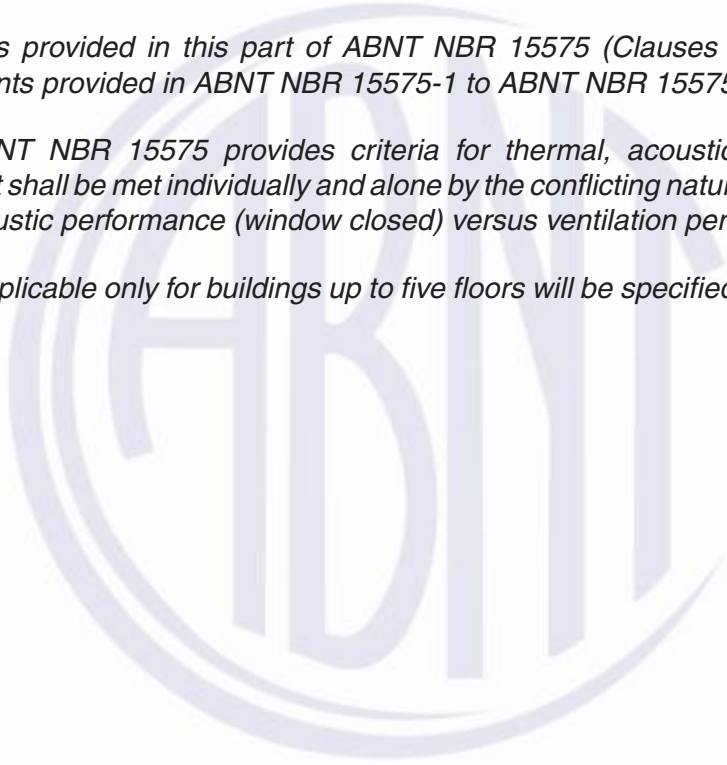 s provided in this part of ABNT NBR 15575 (Clauses
nts provided in ABNT NBR 15575-1 to ABNT NBR 15575
NT NBR 15575 provides criteria for thermal, acoustic
t shall be met individually and alone by the conflicting natur
ustic performance (window closed) versus ventilation per
plicable only for buildings up to five floors will be specified
ABNT